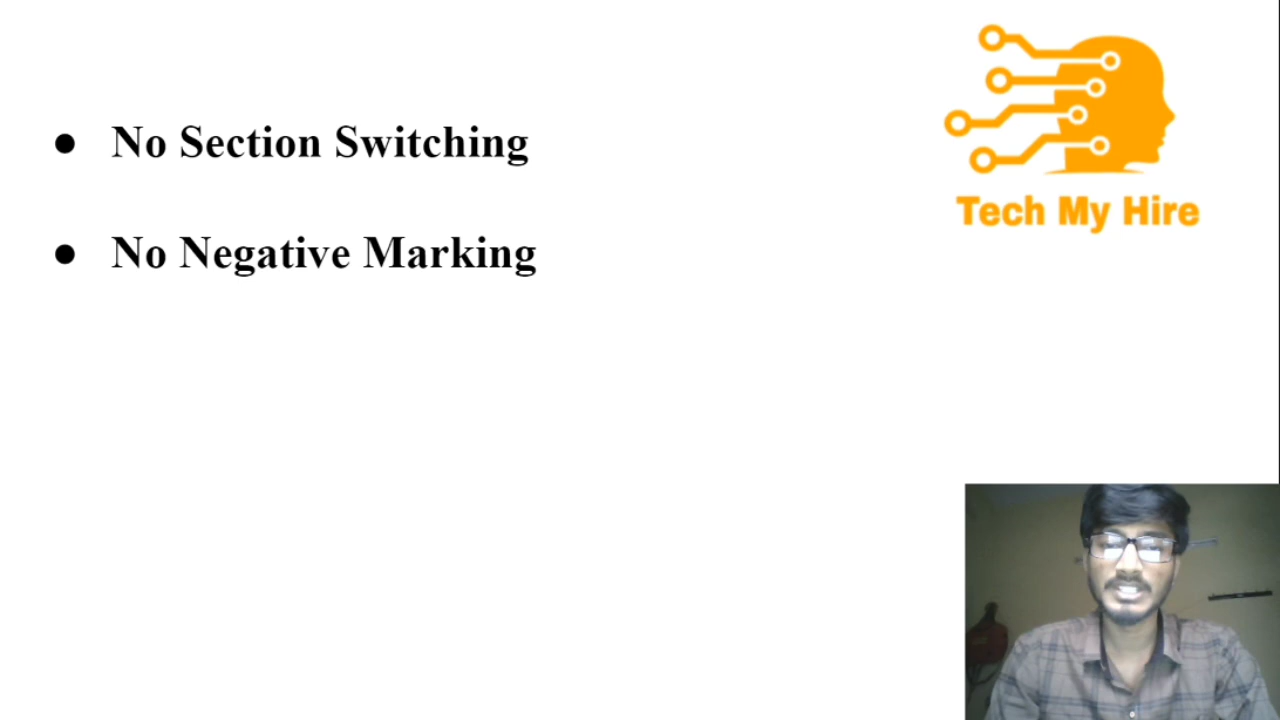 ● No Section Switching
● No Negative Marking
Tech My Hire